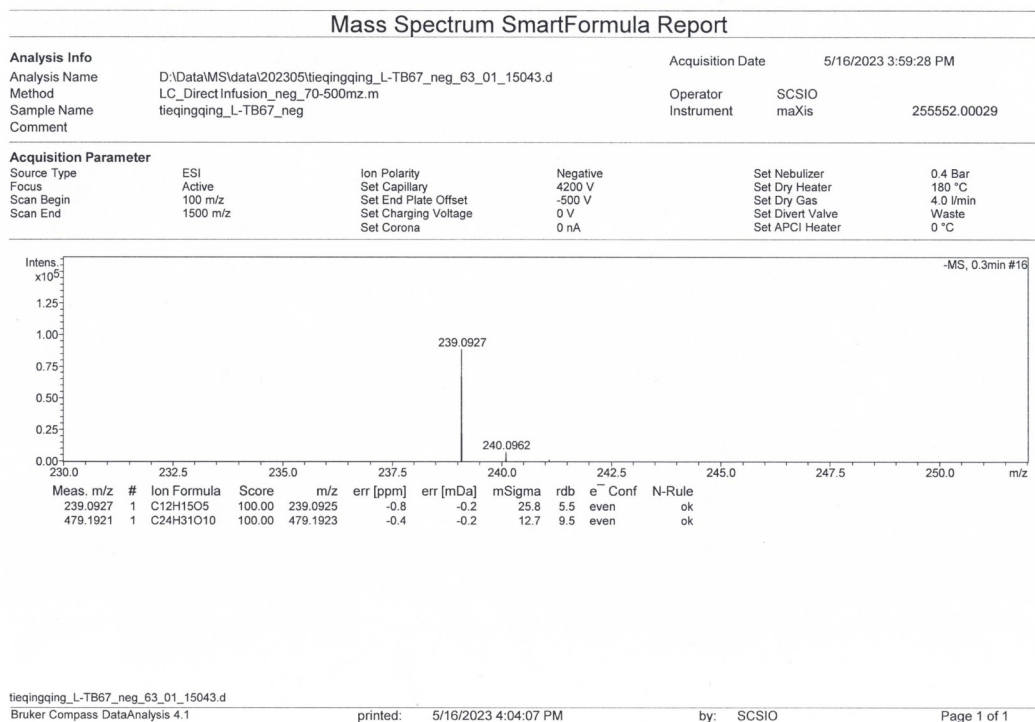 Mass Spectrum SmartFormula Report
Analysis Info
Acquisition Date 5/16/2023 3:59:28 PM
Analysis Name D:\Data\MS\data\202305\tieqingqing_L-TB67_neg_63_01_15043.d
Method LC_Direct Infusion_neg_70-500mz.m Operator SCSIO
Sample Name tieqingqing_L-TB67_neg Instrument maXis 255552.00029
Comment
Acquisition Parameter
Source Type ESI Ion Polarity Negative Set Nebulizer 0.4 Bar
Focus Active Set Capillary 4200 V Set Dry Heater 180 °C
Scan Begin 100 m/z Set End Plate Offset -500 V Set Dry Gas 4.0 l/min
Scan End 1500 m/z Set Charging Voltage 0 V Set Divert Valve Waste
Set Corona 0 nA Set APCI Heater 0 °C
Intens. -MS, 0.3min #16
x10⁵
1.25
1.00
239.0927
0.75
0.50
0.25
240.0962
0.00
230.0 232.5 235.0 237.5 240.0 242.5 245.0 247.5 250.0 m/z
Meas. m/z # Ion Formula Score m/z err [ppm] err [mDa] mSigma rdb e⁻ Conf N-Rule
239.0927 1 C12H15O5 100.00 239.0925 -0.8 -0.2 25.8 5.5 even ok
479.1921 1 C24H31O10 100.00 479.1923 -0.4 -0.2 12.7 9.5 even ok
tieqingqing_L-TB67_neg_63_01_15043.d
Bruker Compass DataAnalysis 4.1 printed: 5/16/2023 4:04:07 PM by: SCSIO Page 1 of 1